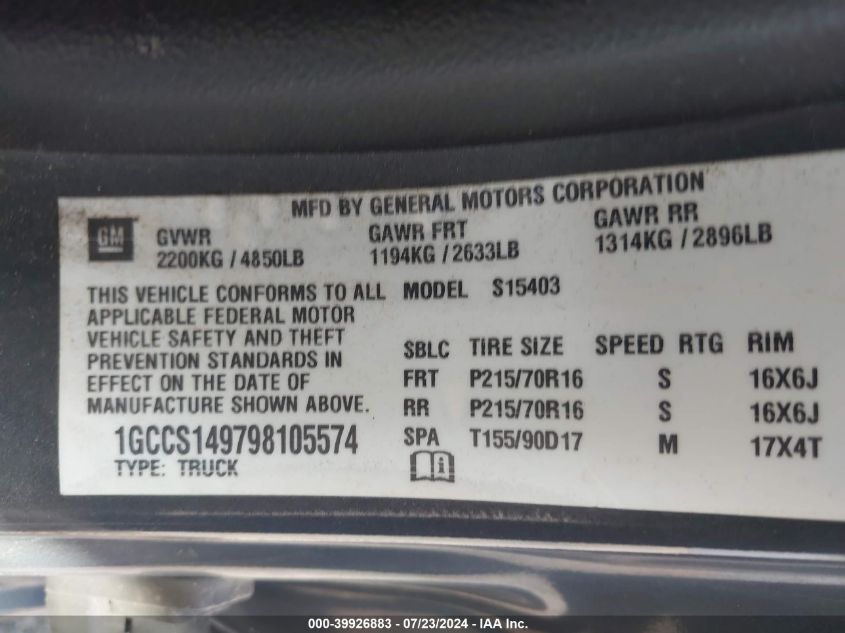 MFD BY GENERAL MOTORS CORPORATION
GM
GVWR GAWR FRT GAWR RR
2200KG / 4850LB 1194KG / 2633LB 1314KG / 2896LB
THIS VEHICLE CONFORMS TO ALL
APPLICABLE FEDERAL MOTOR
VEHICLE SAFETY AND THEFT
PREVENTION STANDARDS IN
EFFECT ON THE DATE OF
MANUFACTURE SHOWN ABOVE.
1GCCS149798105574
TYPE: TRUCK
MODEL S15403
SBLC TIRE SIZE SPEED RTG RIM
FRT P215/70R16 S 16X6J
RR P215/70R16 S 16X6J
SPA T155/90D17 M 17X4T
000-39926883 / 07/23/2024 - IAA Inc.